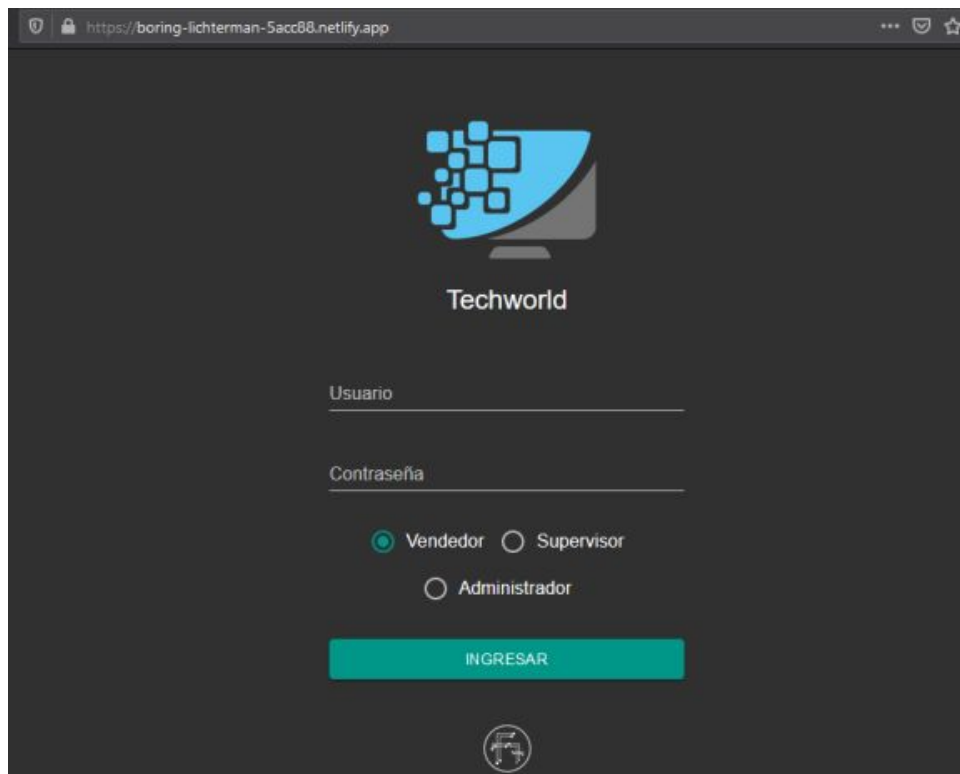 https://boring-lichterman-5acc88.netlify.app
Techworld
Usuario
Contraseña
Vendedor Supervisor
Administrador
INGRESAR